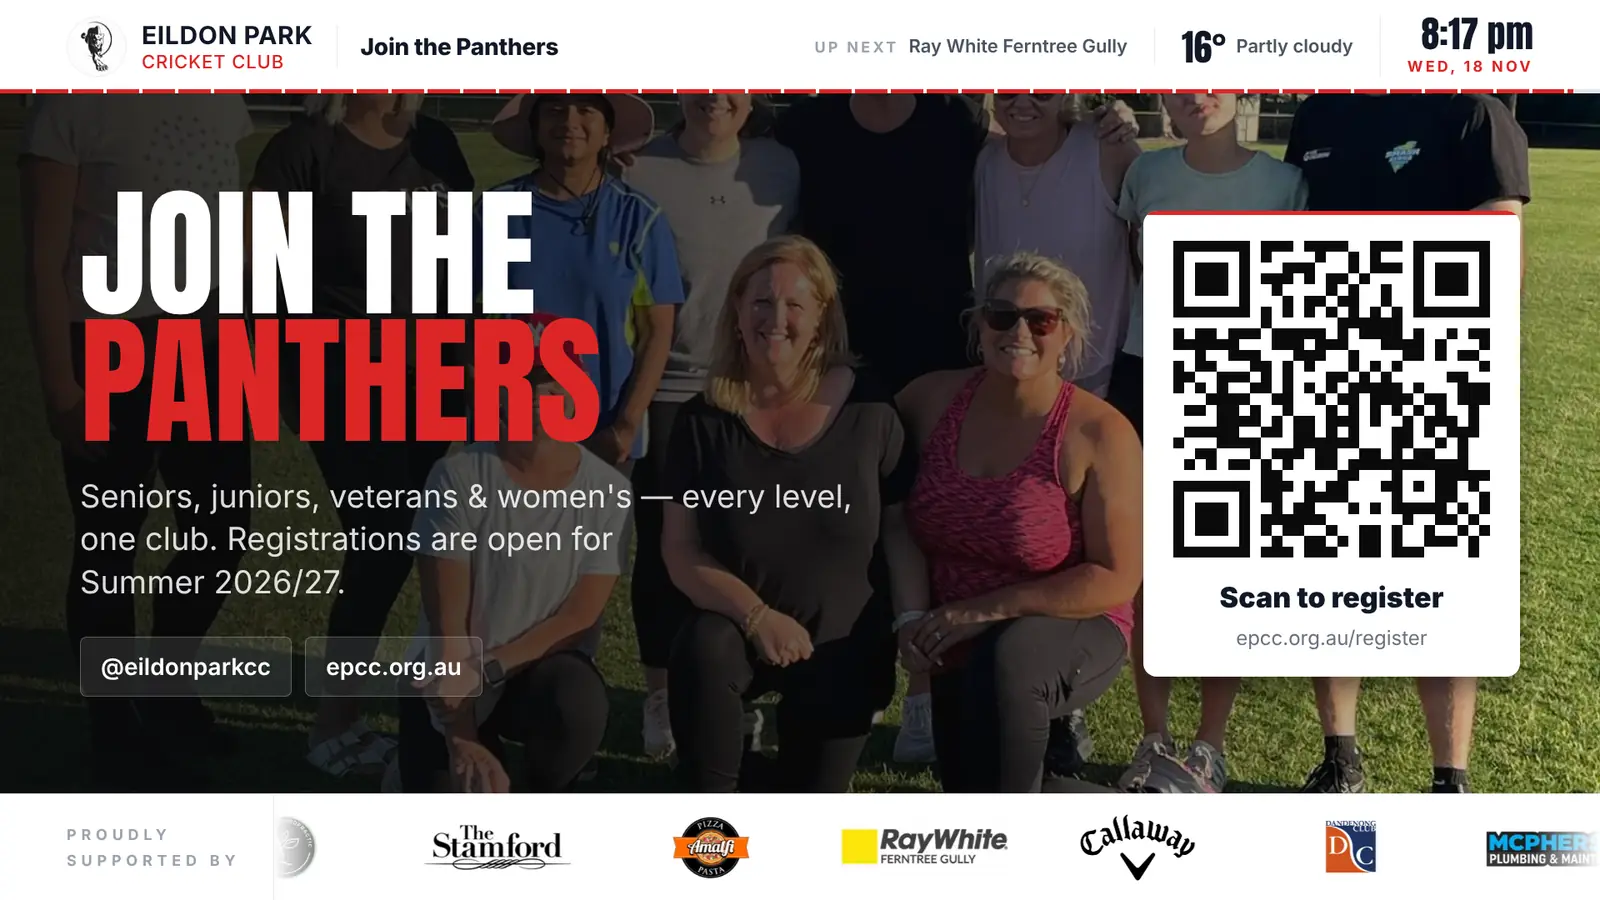 EILDON PARK
CRICKET CLUB
Join the Panthers
UP NEXT Ray White Ferntree Gully
16° Partly cloudy
8:17 pm
WED, 18 NOV
JOIN THE
PANTHERS
Seniors, juniors, veterans & women's — every level,
one club. Registrations are open for
Summer 2026/27.
@eildonparkcc
epcc.org.au
Scan to register
epcc.org.au/register
PROUDLY
SUPPORTED BY
The
Stamford
PIZZA
Amalfi
PASTA
RayWhite.
FERNTREE GULLY
Callaway
DANDENONG
CLUB
DC
MCPHERS
PLUMBING & MAINT